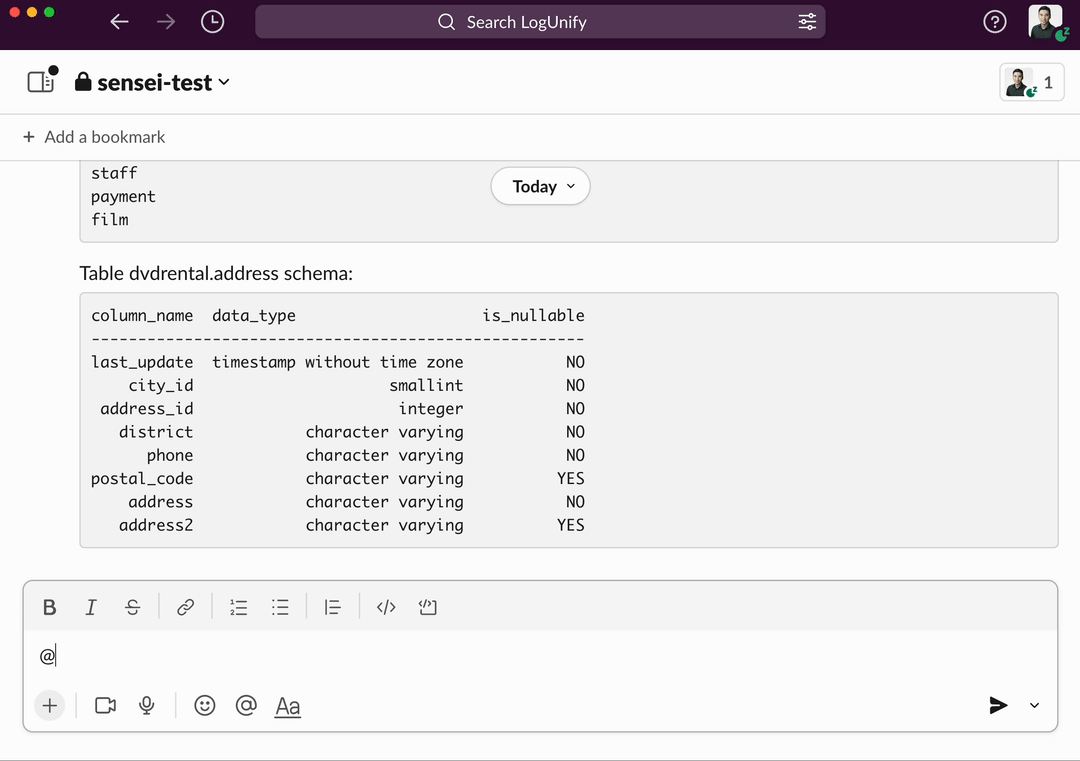 Search LogUnify
sensei-test
1
+ Add a bookmark
staff
payment
film
Today
Table dvdrental.address schema:
column_name  data_type                    is_nullable
-----------------------------------------------------
last_update  timestamp without time zone           NO
    city_id                     smallint           NO
 address_id                      integer           NO
   district            character varying           NO
      phone            character varying           NO
postal_code            character varying          YES
    address            character varying           NO
   address2            character varying          YES
B I S
@
Aa